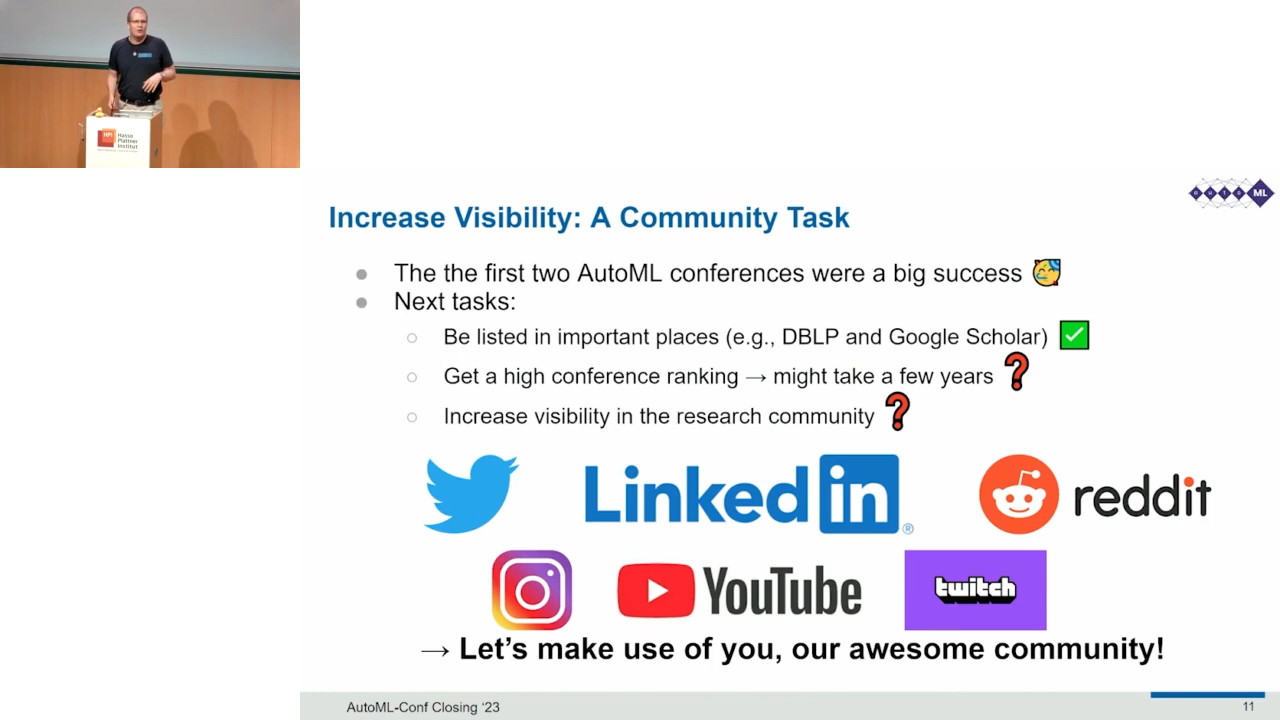 HPI Hasso
Plattner
Institut
AutoML
Increase Visibility: A Community Task
The the first two AutoML conferences were a big success
Next tasks:
Be listed in important places (e.g., DBLP and Google Scholar)
Get a high conference ranking → might take a few years ❓
Increase visibility in the research community ❓
LinkedIn® reddit
YouTube twitch
→ Let's make use of you, our awesome community!
AutoML-Conf Closing ‘23 11